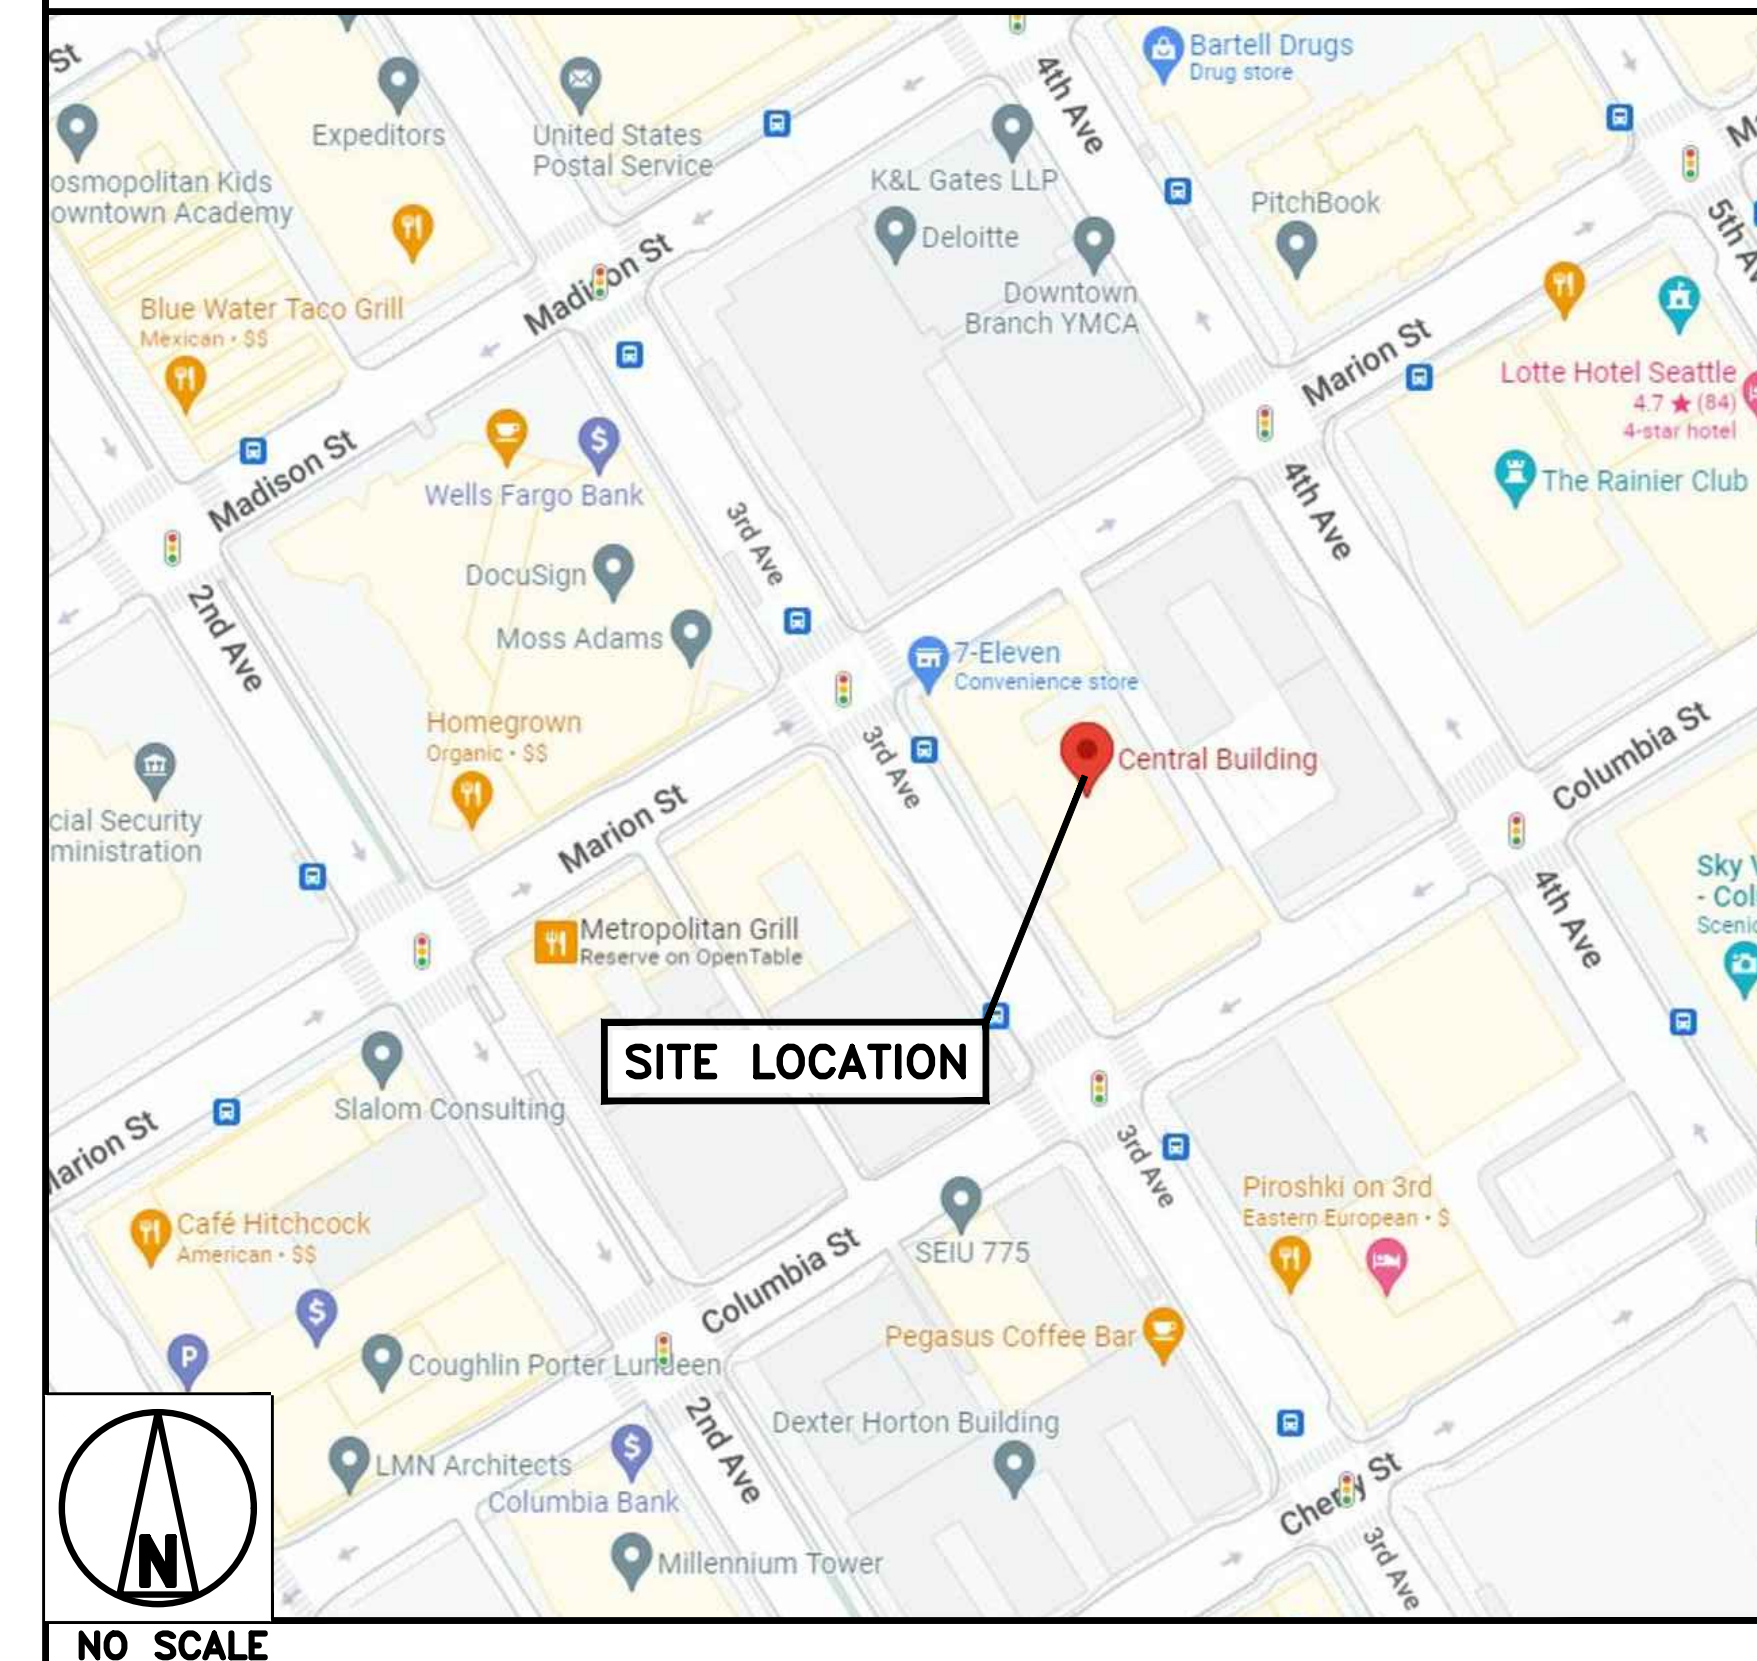 St
4th Ave
Bartell Drugs
Drug store
Expeditors
United States
Postal Service
K&L Gates LLP
osmopolitan Kids
owntown Academy
PitchBook
Deloitte
5th Av
Downtown
Branch YMCA
Madison St
Blue Water Taco Grill
Mexican • $$
Marion St
Lotte Hotel Seattle
4.7 ★ (84)
4-star hotel
The Rainier Club
Madison St
Wells Fargo Bank
3rd Ave
4th Ave
DocuSign
Moss Adams
2nd Ave
7-Eleven
Convenience store
Homegrown
Organic • $$
3rd Ave
Central Building
Columbia St
cial Security
ministration
Marion St
Sky V
- Col
Scenic
4th Ave
Metropolitan Grill
Reserve on OpenTable
SITE LOCATION
Slalom Consulting
Marion St
3rd Ave
Piroshki on 3rd
Eastern European • $
Café Hitchcock
American • $$
SEIU 775
Columbia St
Pegasus Coffee Bar
P
Coughlin Porter Lundeen
2nd Ave
Dexter Horton Building
LMN Architects
Columbia Bank
Cherry St
Millennium Tower
3rd Ave
N
NO SCALE